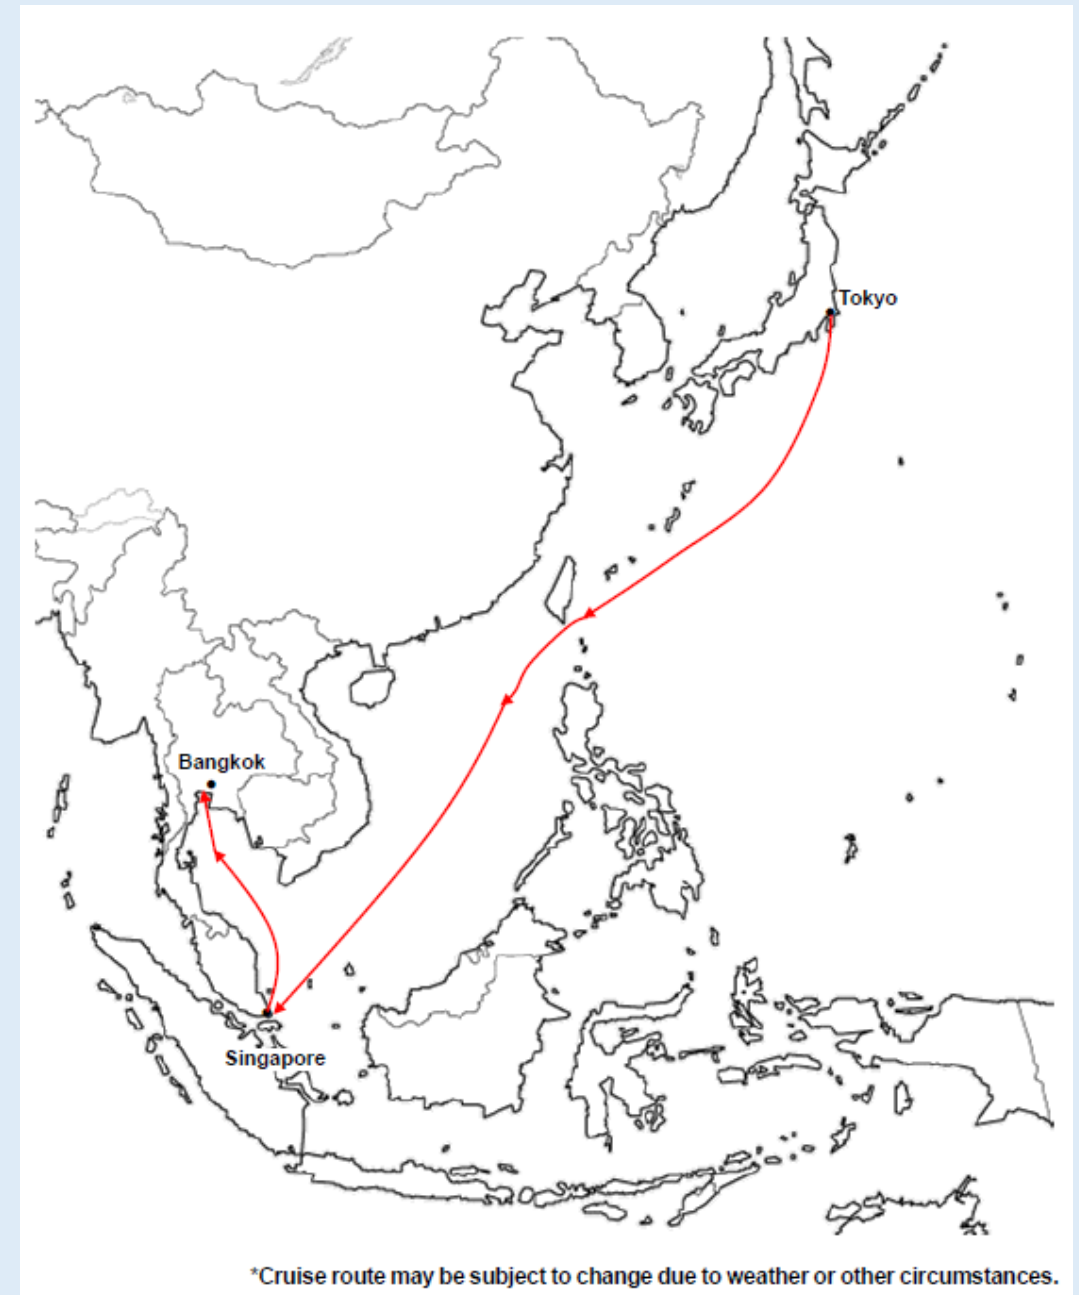 Tokyo
Bangkok
Singapore
*Cruise route may be subject to change due to weather or other circumstances.